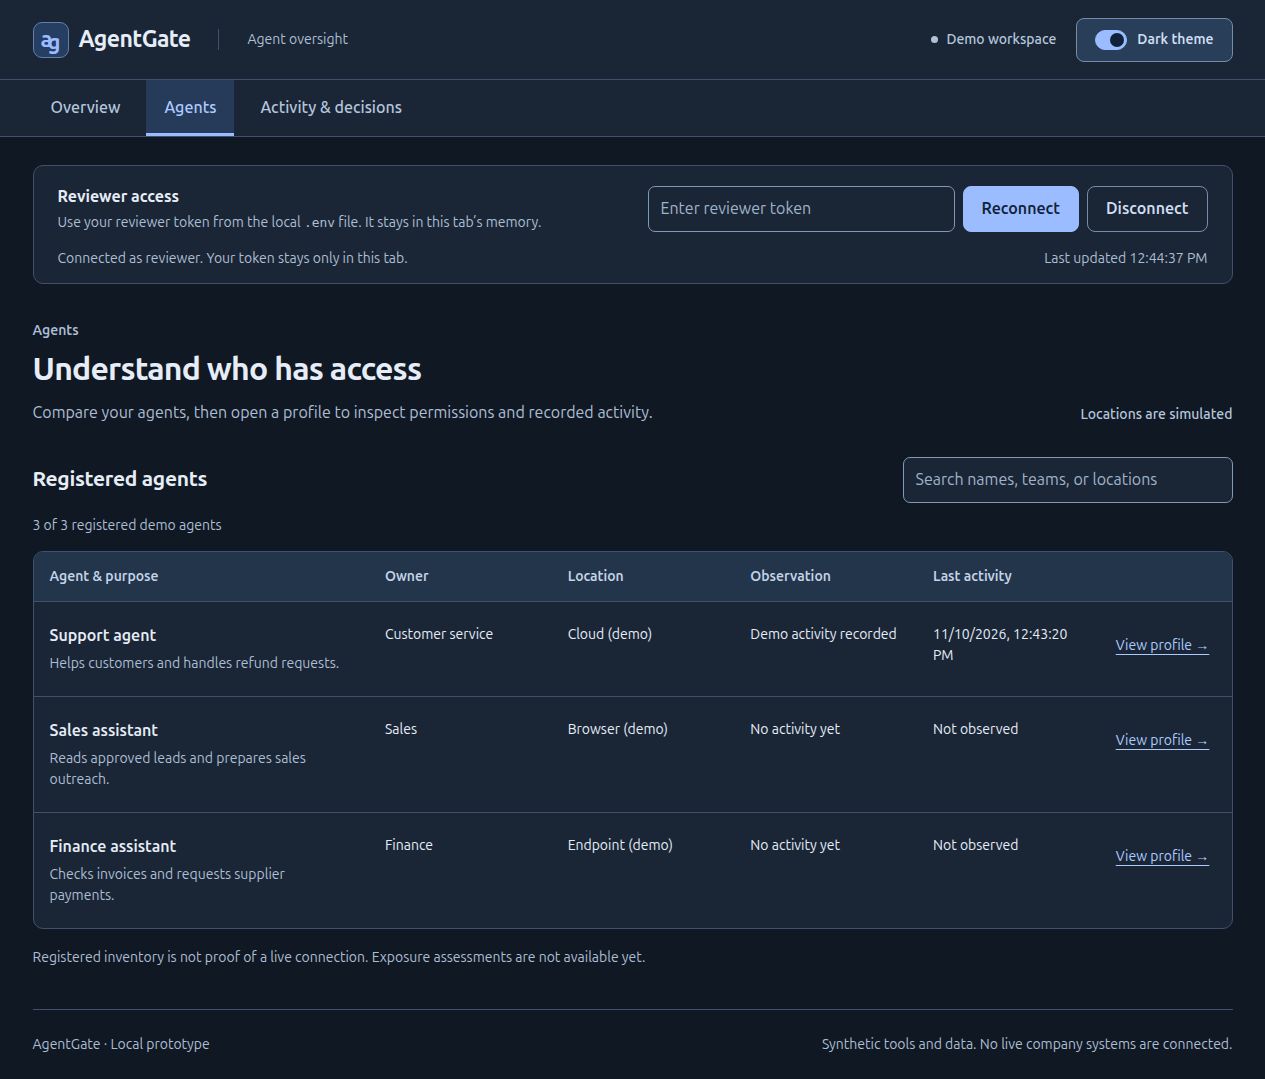 ag AgentGate Agent oversight Demo workspace Dark theme
Overview Agents Activity & decisions
Reviewer access
Use your reviewer token from the local .env file. It stays in this tab’s memory.
Enter reviewer token Reconnect Disconnect
Connected as reviewer. Your token stays only in this tab. Last updated 12:44:37 PM
Agents
Understand who has access
Compare your agents, then open a profile to inspect permissions and recorded activity. Locations are simulated
Registered agents Search names, teams, or locations
3 of 3 registered demo agents
Agent & purpose Owner Location Observation Last activity
Support agent Customer service Cloud (demo) Demo activity recorded 11/10/2026, 12:43:20
PM
Helps customers and handles refund requests. View profile →
Sales assistant Sales Browser (demo) No activity yet Not observed
Reads approved leads and prepares sales View profile →
outreach.
Finance assistant Finance Endpoint (demo) No activity yet Not observed
Checks invoices and requests supplier View profile →
payments.
Registered inventory is not proof of a live connection. Exposure assessments are not available yet.
AgentGate · Local prototype Synthetic tools and data. No live company systems are connected.